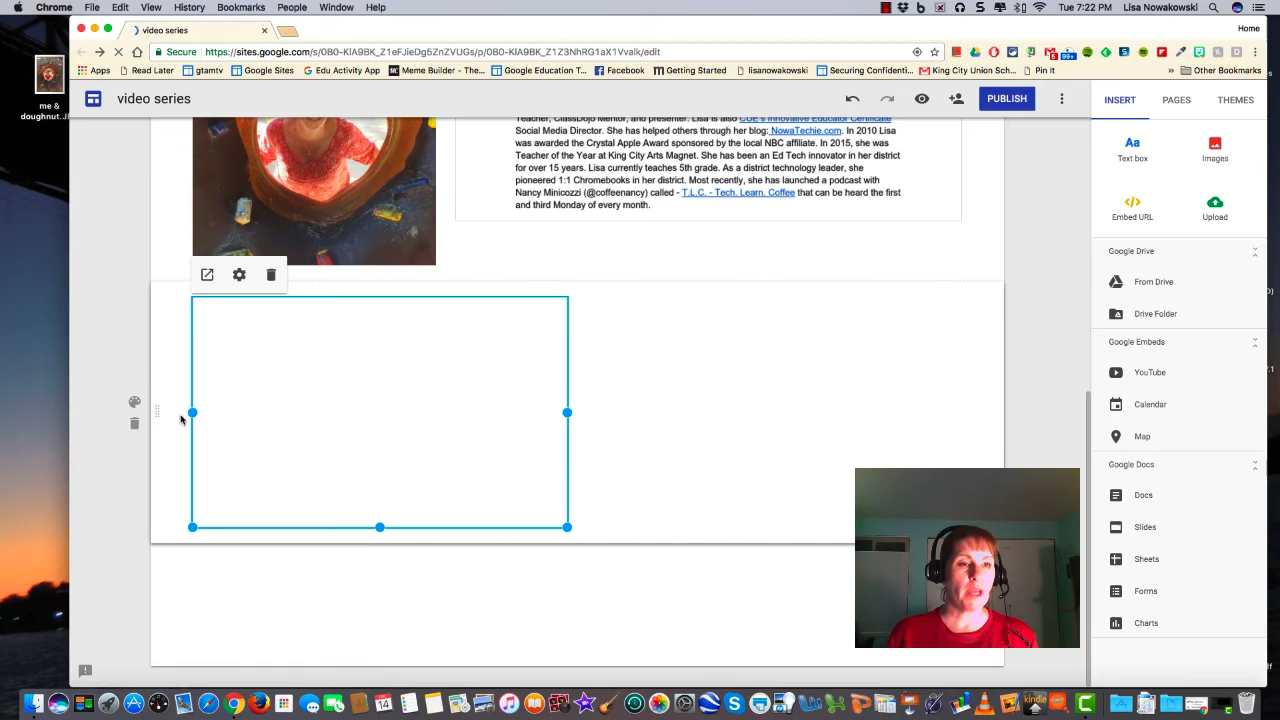 Chrome File Edit View History Bookmarks People Window Help Tue 7:22 PM Lisa Nowakowski
video series Home
Secure https://sites.google.com/s/0B0-KIA9BK_Z1eFJieDg5ZnZVUGs/p/0B0-KIA9BK_Z1Z3NhRG1aX1Vvalk/edit
Apps Read Later gtamtv Google Sites Edu Activity App Meme Builder - The... Google Education T... Facebook Getting Started lisanowakowski Securing Confidenti... King City Union Sch... Pin It » Other Bookmarks
me &
doughnut.JI
video series PUBLISH
INSERT PAGES THEMES
Teacher, ClassDojo Mentor, and presenter. Lisa is also CUE's Innovative Educator Certificate
Social Media Director. She has helped others through her blog: NowaTechie.com. In 2010 Lisa
was awarded the Crystal Apple Award sponsored by the local NBC affiliate. In 2015, she was
Teacher of the Year at King City Arts Magnet. She has been an Ed Tech innovator in her district
for over 15 years. Lisa currently teaches 5th grade. As a district technology leader, she
pioneered 1:1 Chromebooks in her district. Most recently, she has launched a podcast with
Nancy Minicozzi (@coffeenancy) called - T.L.C. - Tech. Learn. Coffee that can be heard the first
and third Monday of every month.
Text box Images
Embed URL Upload
Google Drive
From Drive
Drive Folder
Google Embeds
YouTube
Calendar
Map
Google Docs
Docs
Slides
Sheets
Forms
Charts